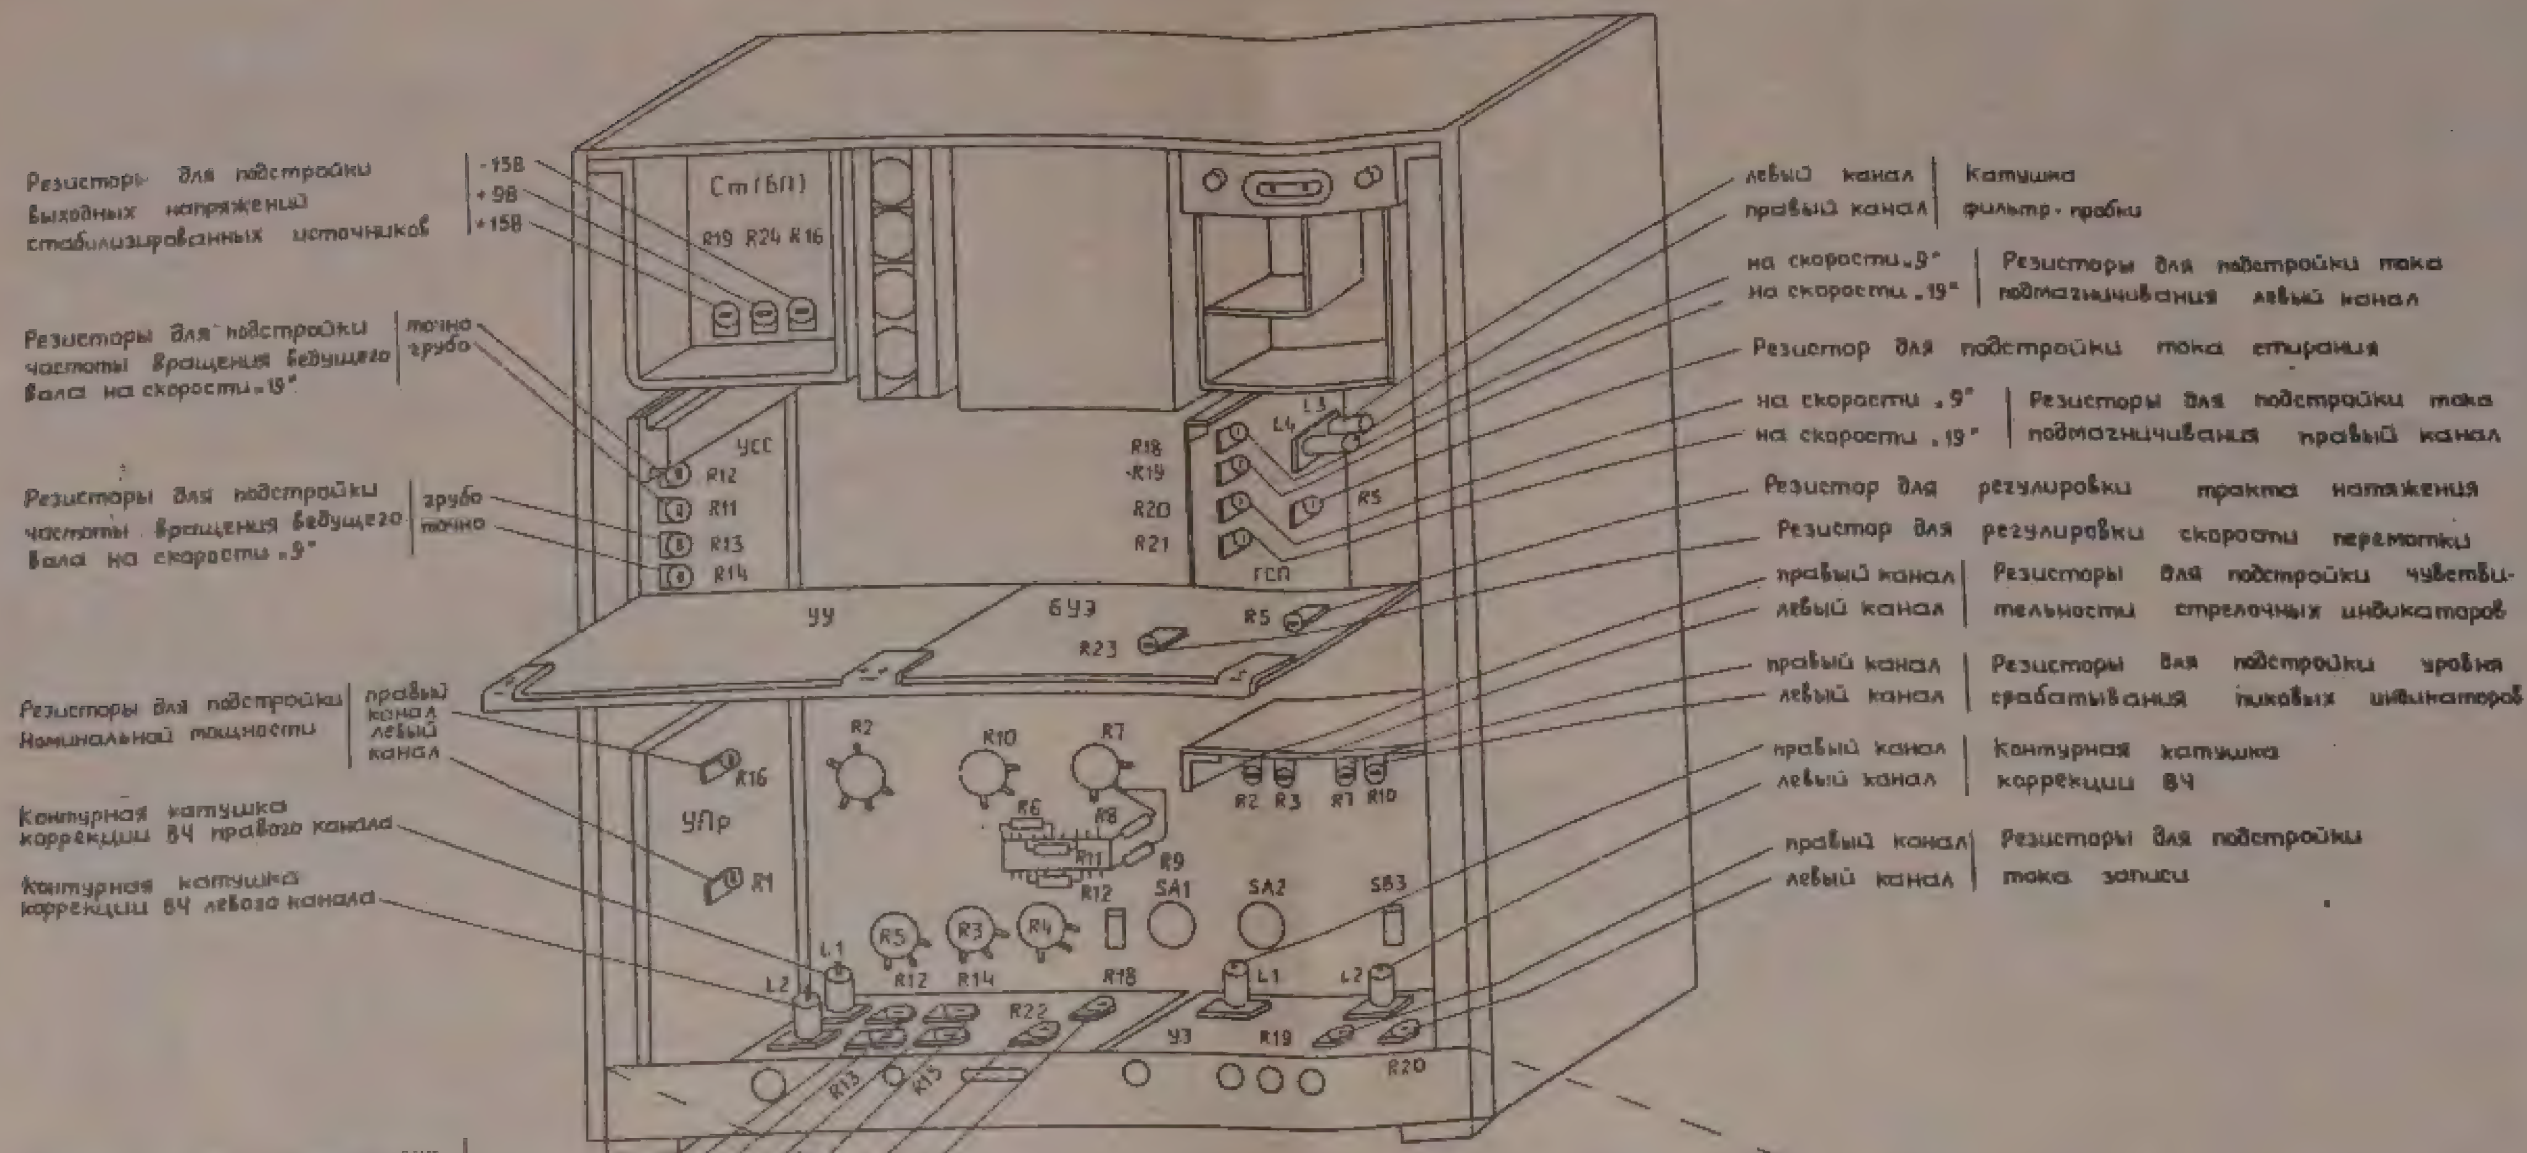 Резисторы для подстройки
выходных напряжений
стабилизированных источников
-15В
+9В
+15В
Резисторы для подстройки
частоты вращения ведущего
вала на скорости „19"
точно
грубо
Резисторы для подстройки
частоты вращения ведущего
вала на скорости „9"
грубо
точно
Резисторы для подстройки
номинальной мощности
правый
канал
левый
канал
Контурная катушка
коррекции ВЧ правого канала
Контурная катушка
коррекции ВЧ левого канала
Ст(БП)
R19 R24 R16
УСС
R12
R11
R13
R14
L3
L4
R18
R19
R20
R21
R5
ГСП
УУ
БУЭ
R5
R23
R2
R10
R7
R16
УПр
R1
R6
R8
R11
R9
R12
R2 R3 R7 R10
SA1
SA2
SB3
R5
R3
R4
L1
L2
R12
R14
R18
R22
L1
L2
УЗ
R19
R20
R13
R15
левый канал
правый канал
Катушка
фильтр-пробки
на скорости „9"
на скорости „19"
Резисторы для подстройки тока
подмагничивания левый канал
Резистор для подстройки тока стирания
на скорости „9"
на скорости „19"
Резисторы для подстройки тока
подмагничивания правый канал
Резистор для регулировки тракта натяжения
Резистор для регулировки скорости перемотки
правый канал
левый канал
Резисторы для подстройки чувстви-
тельности стрелочных индикаторов
правый канал
левый канал
Резисторы для подстройки уровня
срабатывания пиковых индикаторов
правый канал
левый канал
Контурная катушка
коррекции ВЧ
правый канал
левый канал
Резисторы для подстройки
тока записи